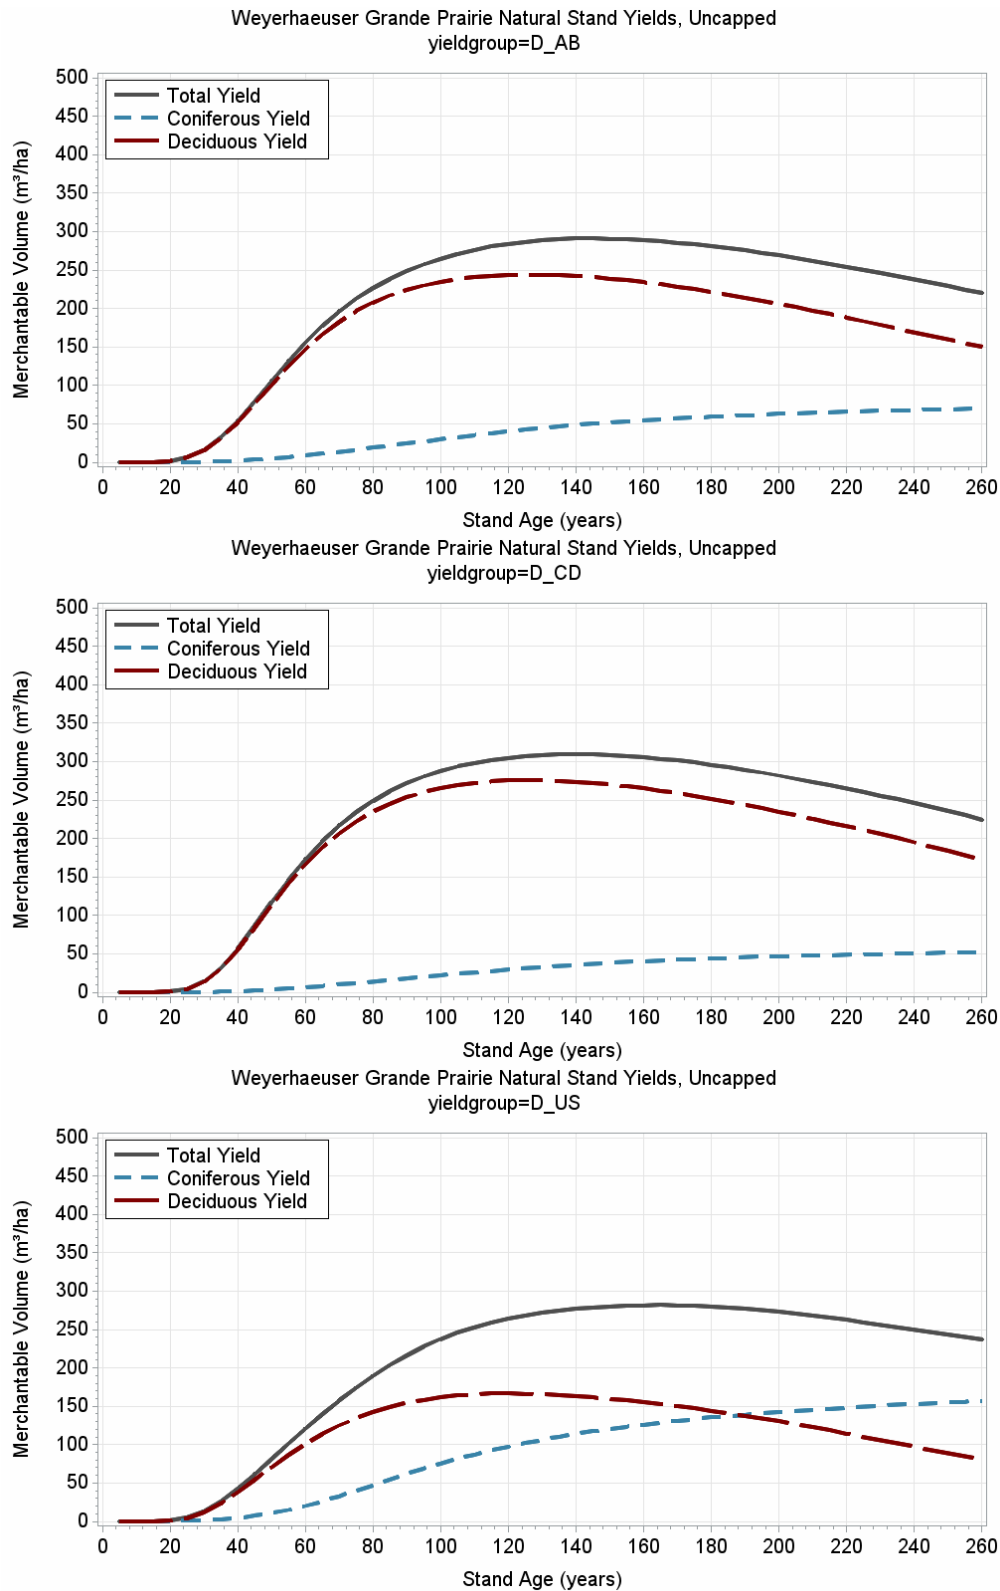 Weyerhaeuser Grande Prairie Natural Stand Yields, Uncapped
yieldgroup=D_AB
500
450
400
350
300
250
200
150
100
50
0
Merchantable Volume (m³/ha)
Total Yield
Coniferous Yield
Deciduous Yield
0 20 40 60 80 100 120 140 160 180 200 220 240 260
Stand Age (years)
Weyerhaeuser Grande Prairie Natural Stand Yields, Uncapped
yieldgroup=D_CD
500
450
400
350
300
250
200
150
100
50
0
Merchantable Volume (m³/ha)
Total Yield
Coniferous Yield
Deciduous Yield
0 20 40 60 80 100 120 140 160 180 200 220 240 260
Stand Age (years)
Weyerhaeuser Grande Prairie Natural Stand Yields, Uncapped
yieldgroup=D_US
500
450
400
350
300
250
200
150
100
50
0
Merchantable Volume (m³/ha)
Total Yield
Coniferous Yield
Deciduous Yield
0 20 40 60 80 100 120 140 160 180 200 220 240 260
Stand Age (years)